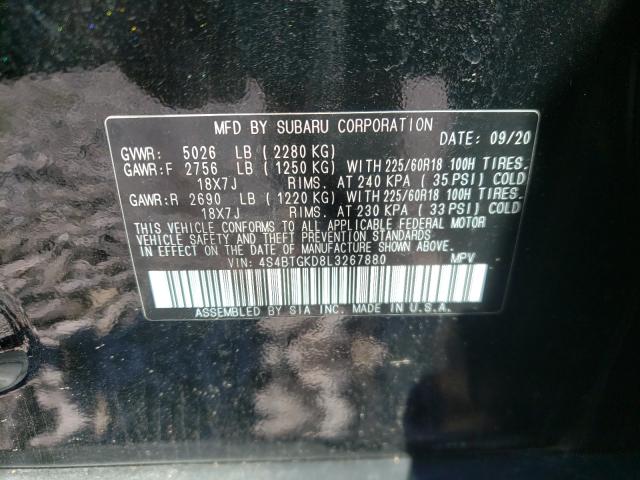 MFD BY SUBARU CORPORATION DATE: 09/20
GVWR: 5026 LB ( 2280 KG)
GAWR:F 2756 LB ( 1250 KG) WITH 225/60R18 100H TIRES.
18X7J RIMS. AT 240 KPA ( 35 PSI) COLD
GAWR:R 2690 LB ( 1220 KG) WITH 225/60R18 100H TIRES.
18X7J RIMS. AT 230 KPA ( 33 PSI) COLD
THIS VEHICLE CONFORMS TO ALL APPLICABLE FEDERAL MOTOR
VEHICLE SAFETY AND THEFT PREVENTION STANDARDS
IN EFFECT ON THE DATE OF MANUFACTURE SHOWN ABOVE.
VIN: 4S4BTGKD8L3267880 MPV
ASSEMBLED BY SIA INC. MADE IN U.S.A.